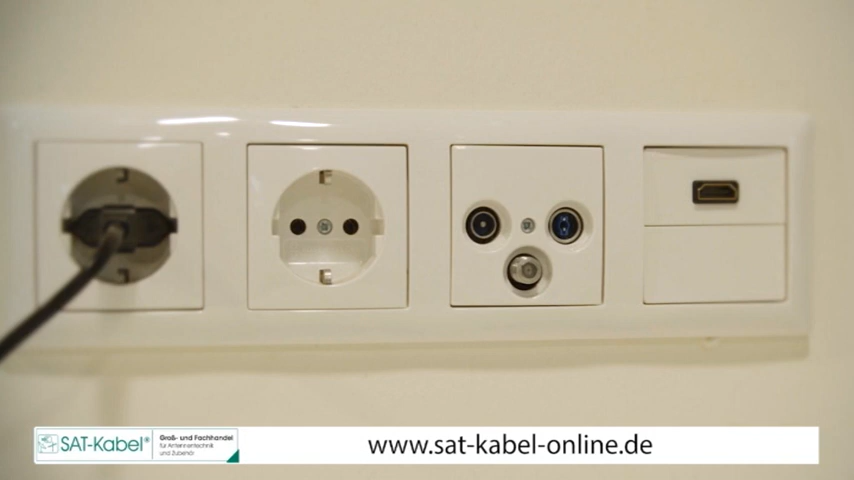 SAT-Kabel®
Groß- und Fachhandel
für Antennentechnik
und Zubehör
www.sat-kabel-online.de